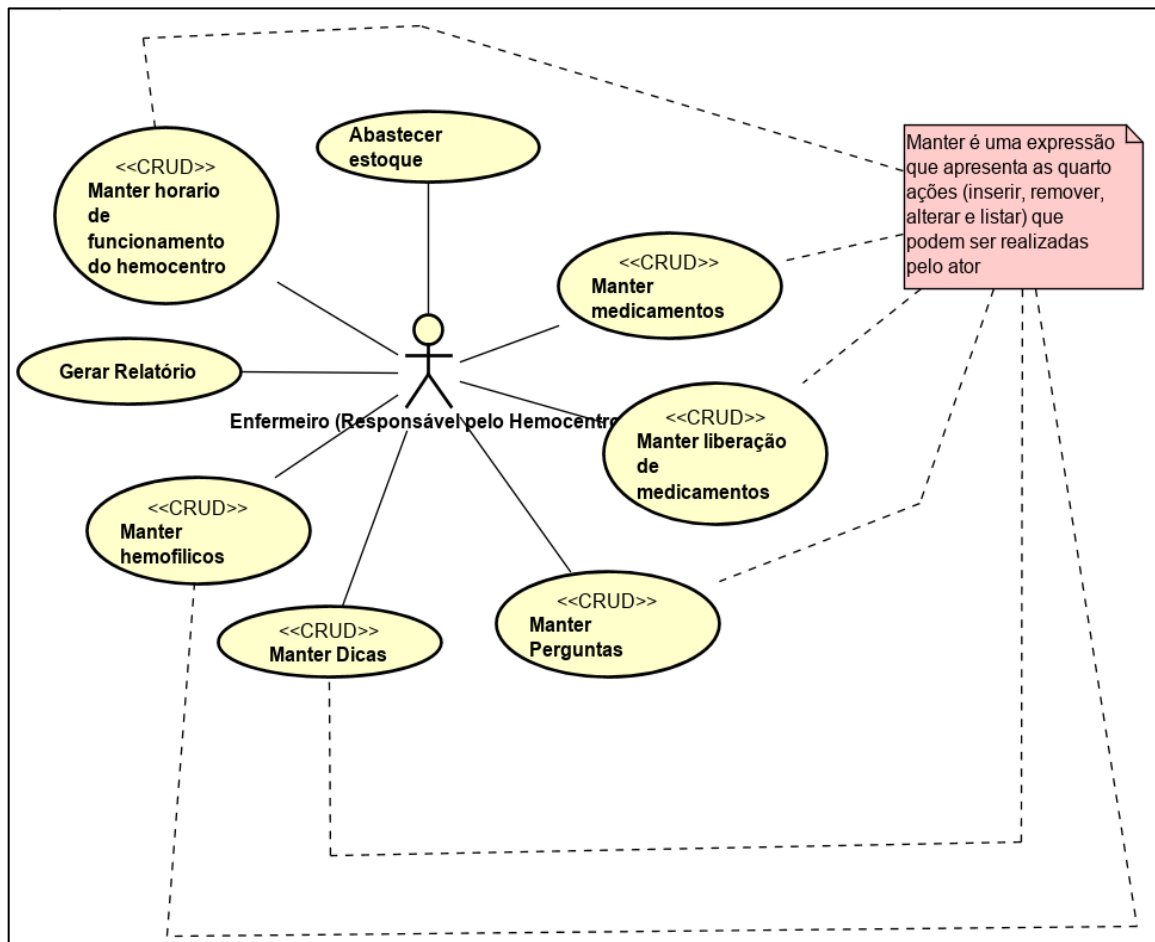 Abastecer
estoque
<<CRUD>>
Manter horario
de
funcionamento
do hemocentro
Manter é uma expressão
que apresenta as quarto
ações (inserir, remover,
alterar e listar) que
podem ser realizadas
pelo ator
<<CRUD>>
Manter
medicamentos
Gerar Relatório
Enfermeiro (Responsável pelo Hemocentro
<<CRUD>>
Manter liberação
de
medicamentos
<<CRUD>>
Manter
hemofilicos
<<CRUD>>
Manter Dicas
<<CRUD>>
Manter
Perguntas